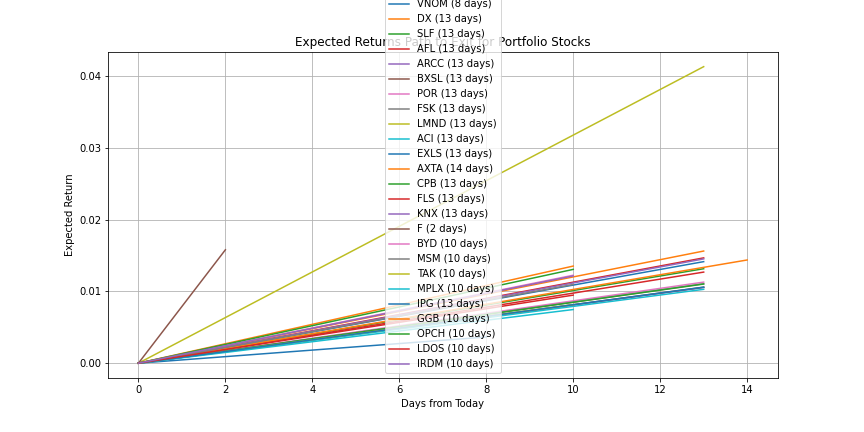 Expected Returns Path to Exit for Portfolio Stocks
VNOM (8 days)
DX (13 days)
SLF (13 days)
AFL (13 days)
ARCC (13 days)
BXSL (13 days)
POR (13 days)
FSK (13 days)
LMND (13 days)
ACI (13 days)
EXLS (13 days)
AXTA (14 days)
CPB (13 days)
FLS (13 days)
KNX (13 days)
F (2 days)
BYD (10 days)
MSM (10 days)
TAK (10 days)
MPLX (10 days)
IPG (13 days)
GGB (10 days)
OPCH (10 days)
LDOS (10 days)
IRDM (10 days)
Expected Return
0.04
0.03
0.02
0.01
0.00
0 2 4 6 8 10 12 14
Days from Today